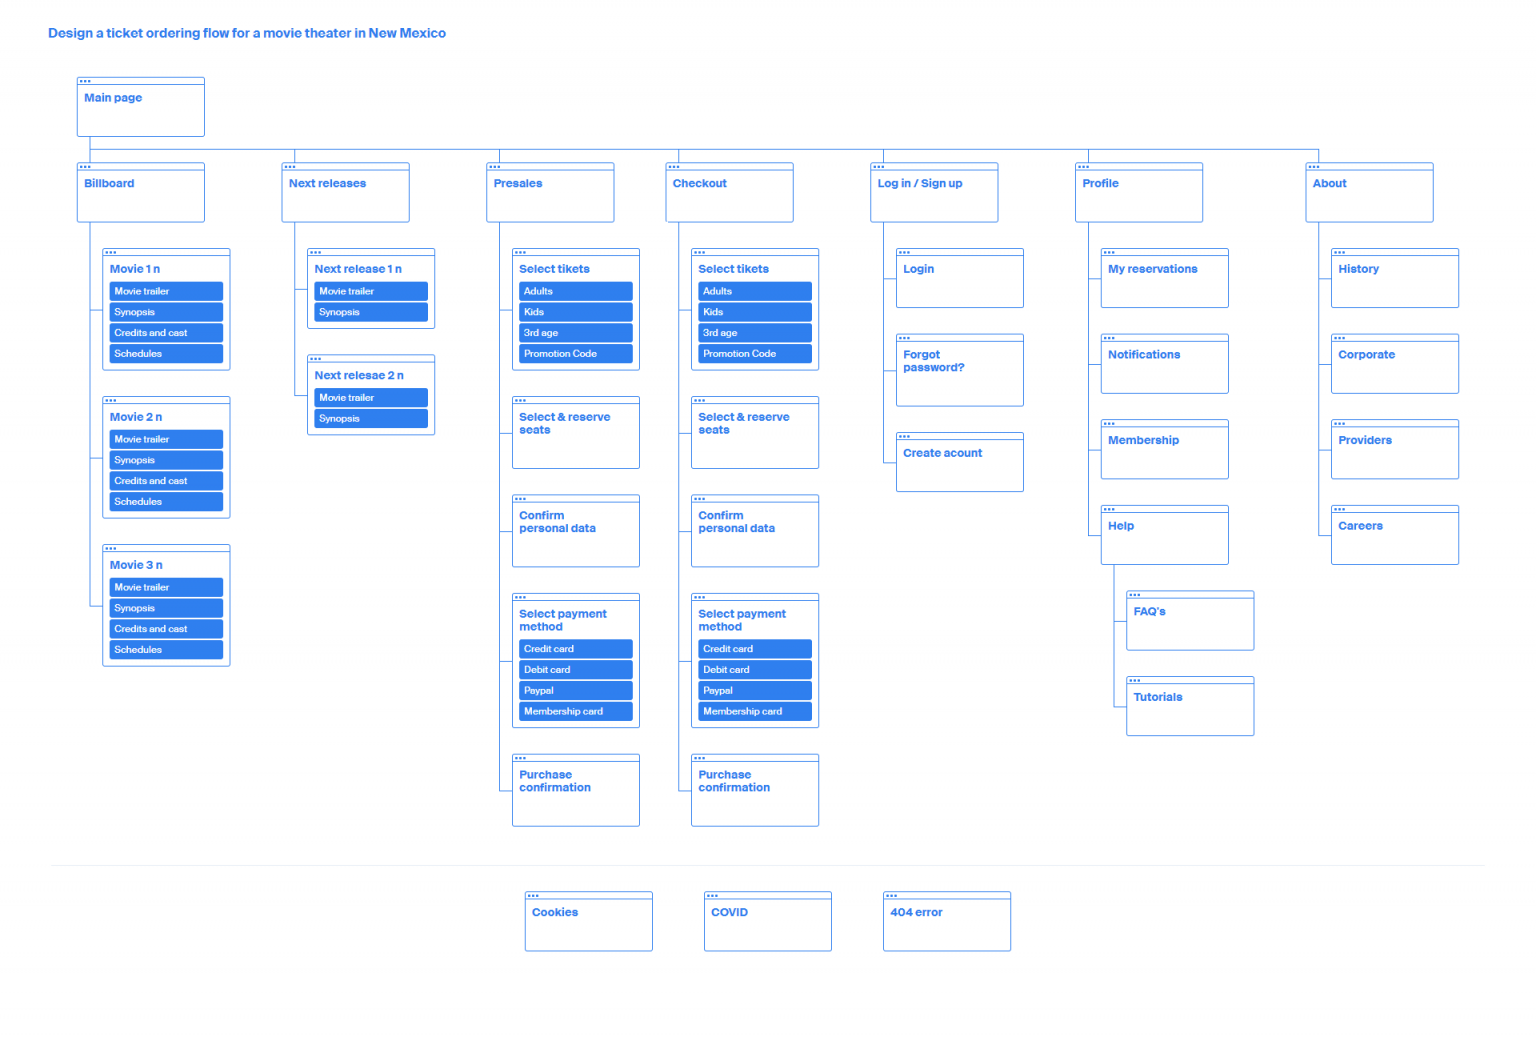 Design a ticket ordering flow for a movie theater in New Mexico
Main page
Billboard
Movie 1 n
Movie trailer
Synopsis
Credits and cast
Schedules
Movie 2 n
Movie trailer
Synopsis
Credits and cast
Schedules
Movie 3 n
Movie trailer
Synopsis
Credits and cast
Schedules
Next releases
Next release 1 n
Movie trailer
Synopsis
Next relesae 2 n
Movie trailer
Synopsis
Presales
Select tikets
Adults
Kids
3rd age
Promotion Code
Select & reserve
seats
Confirm
personal data
Select payment
method
Credit card
Debit card
Paypal
Membership card
Purchase
confirmation
Checkout
Select tikets
Adults
Kids
3rd age
Promotion Code
Select & reserve
seats
Confirm
personal data
Select payment
method
Credit card
Debit card
Paypal
Membership card
Purchase
confirmation
Log in / Sign up
Login
Forgot
password?
Create acount
Profile
My reservations
Notifications
Membership
Help
FAQ's
Tutorials
About
History
Corporate
Providers
Careers
Cookies
COVID
404 error